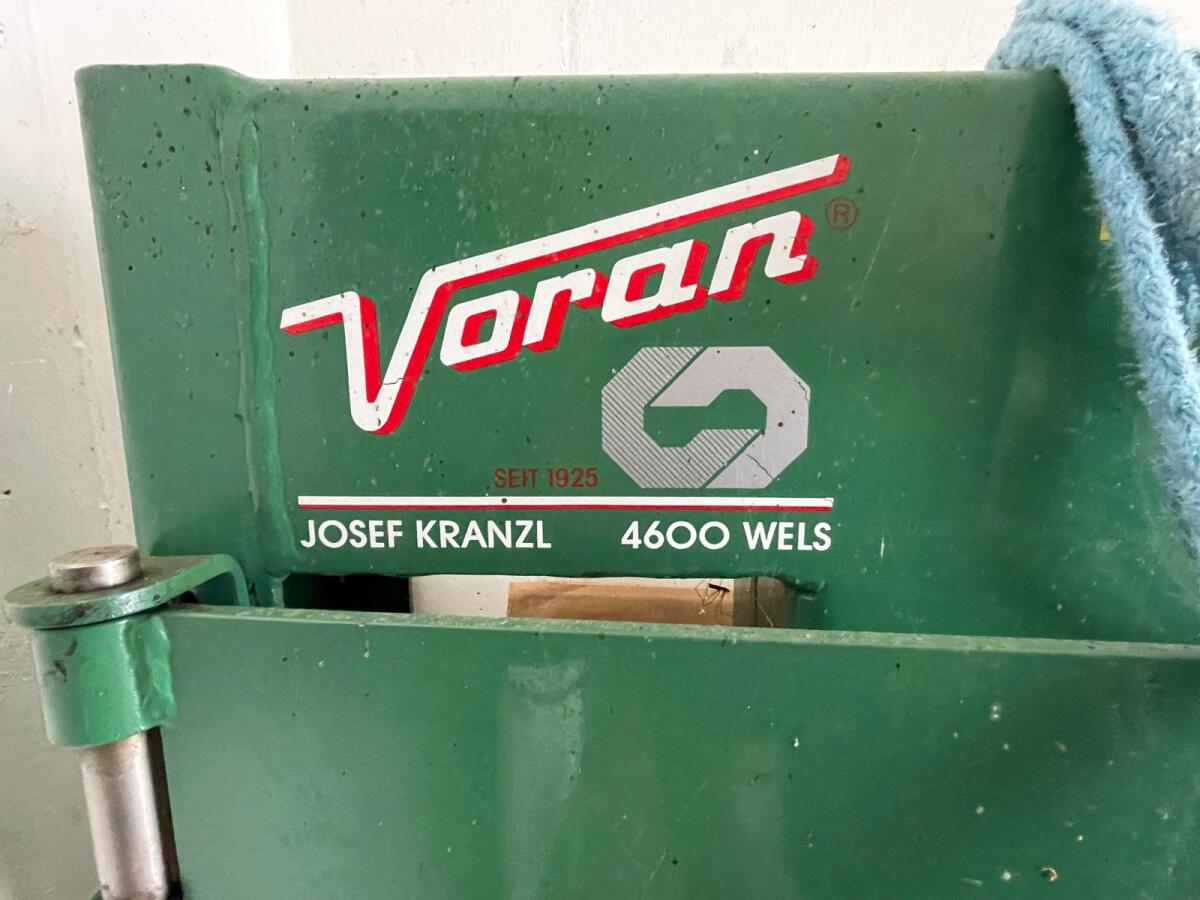 Voran ®
SEIT 1925
JOSEF KRANZL 4600 WELS